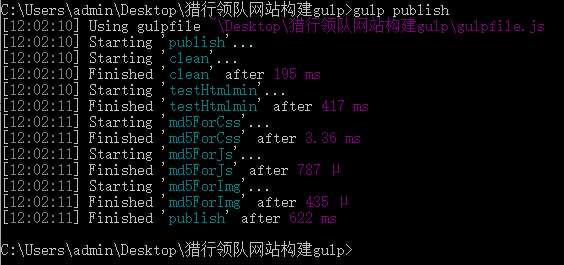 C:\Users\admin\Desktop\猎行领队网站构建gulp>gulp publish
[12:02:10] Using gulpfile ~\Desktop\猎行领队网站构建gulp\gulpfile.js
[12:02:10] Starting 'publish'...
[12:02:10] Starting 'clean'...
[12:02:10] Finished 'clean' after 195 ms
[12:02:10] Starting 'testHtmlmin'...
[12:02:11] Finished 'testHtmlmin' after 417 ms
[12:02:11] Starting 'md5ForCss'...
[12:02:11] Finished 'md5ForCss' after 3.36 ms
[12:02:11] Starting 'md5ForJs'...
[12:02:11] Finished 'md5ForJs' after 787 μ
[12:02:11] Starting 'md5ForImg'...
[12:02:11] Finished 'md5ForImg' after 435 μ
[12:02:11] Finished 'publish' after 622 ms
C:\Users\admin\Desktop\猎行领队网站构建gulp>